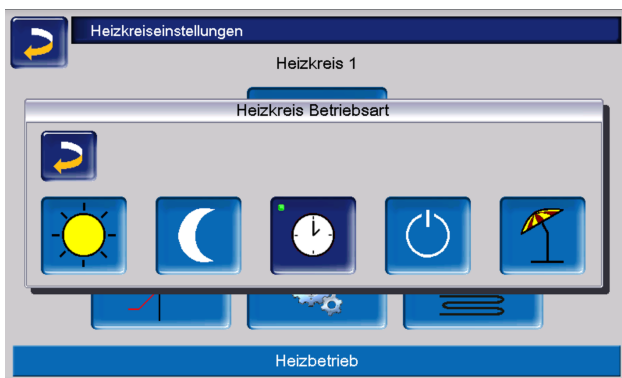 Heizkreiseinstellungen
Heizkreis 1
Heizkreis Betriebsart
Heizbetrieb